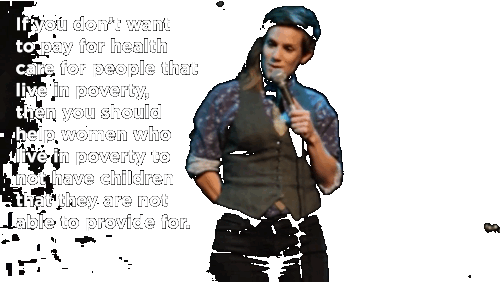 If you don't want
to pay for health
care for people that
live in poverty,
then you should
help women who
live in poverty to
not have children
that they are not
able to provide for.